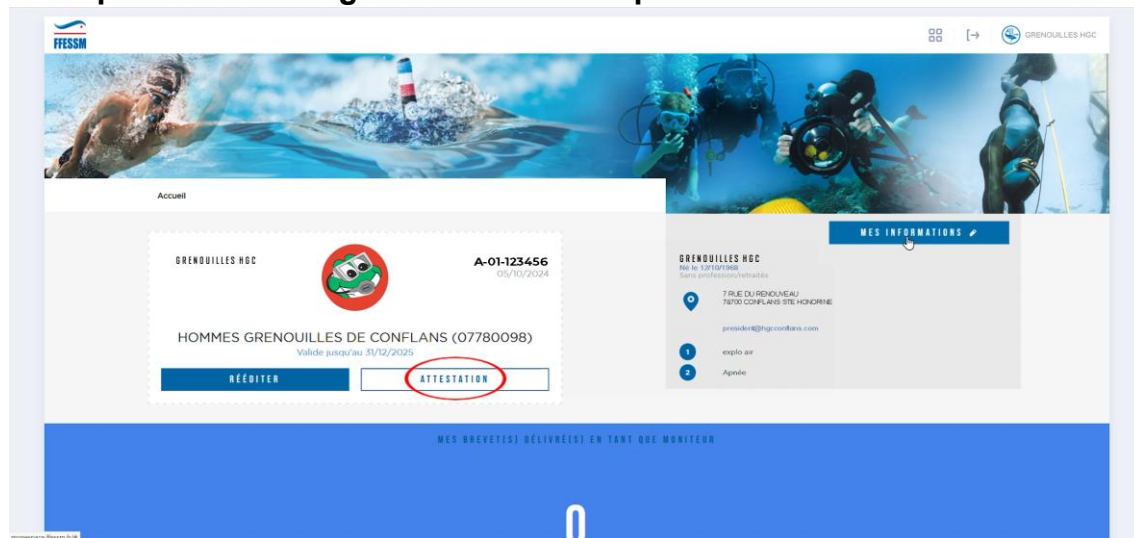 FFESSM
GRENOUILLES HGC
Accueil
MES INFORMATIONS
GRENOUILLES HGC
A-01-123456
05/10/2024
HOMMES GRENOUILLES DE CONFLANS (07780098)
Valide jusqu'au 31/12/2025
RÉÉDITER
ATTESTATION
GRENOUILLES HGC
Né le 12/10/1968
Sans profession/retraités
7 RUE DU RENOUVEAU
78700 CONFLANS STE HONORINE
president@hgcconflans.com
1 explo air
2 Apnée
MES BREVET(S) DÉLIVRÉ(S) EN TANT QUE MONITEUR
0